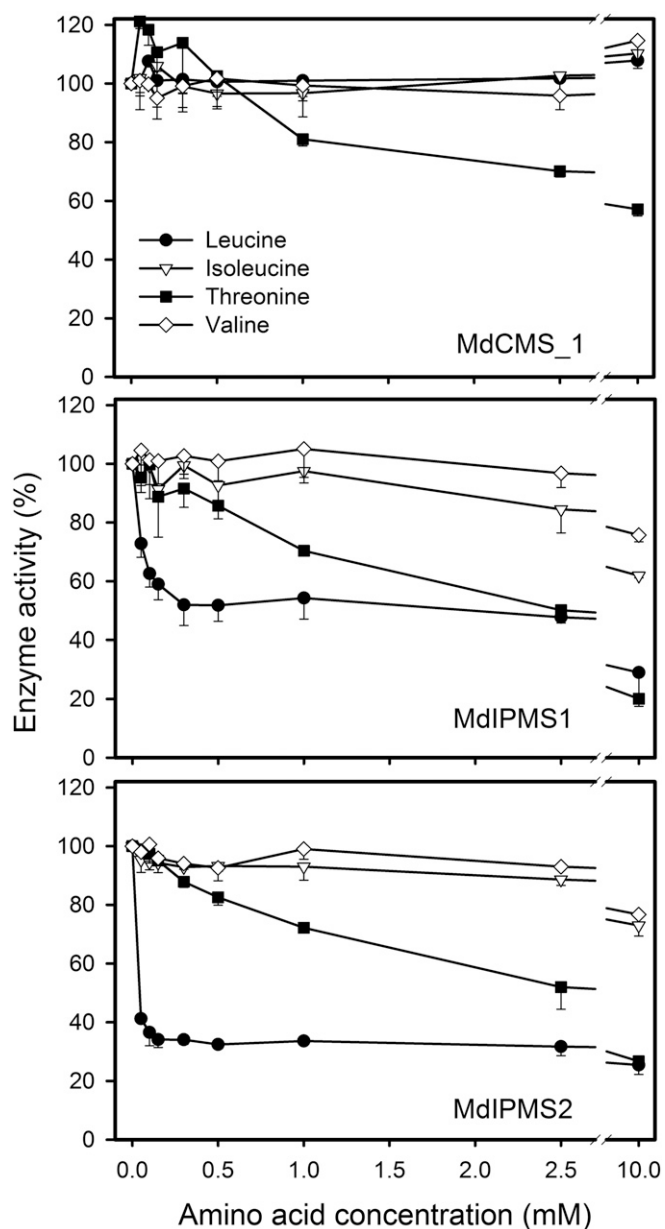 120
100
80
60
40
20
0
Leucine
Isoleucine
Threonine
Valine
MdCMS_1
Enzyme activity (%)
120
100
80
60
40
20
0
MdIPMS1
120
100
80
60
40
20
0
MdIPMS2
0.0 0.5 1.0 1.5 2.0 2.5 10.0
Amino acid concentration (mM)